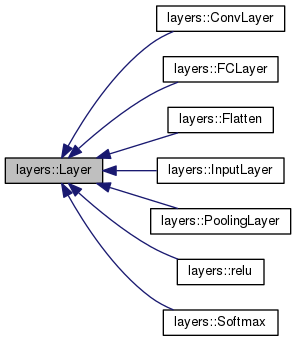 layers::ConvLayer
layers::FCLayer
layers::Flatten
layers::Layer
layers::InputLayer
layers::PoolingLayer
layers::relu
layers::Softmax